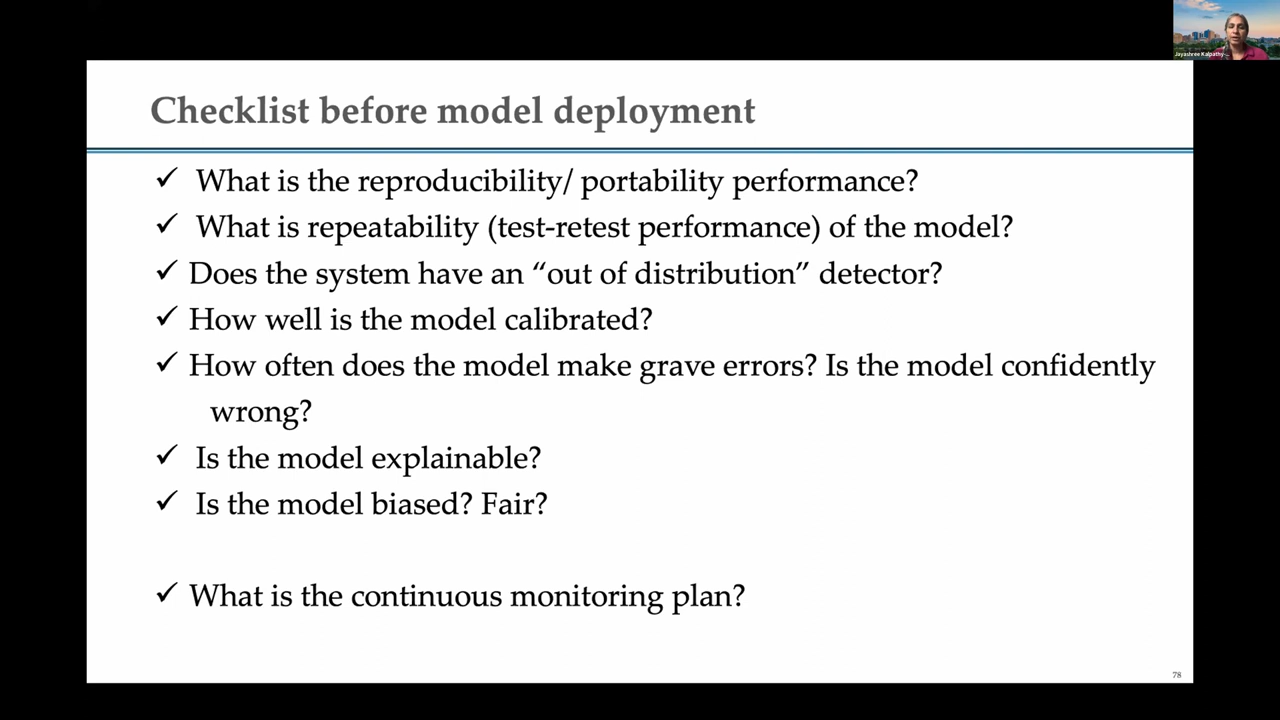 Jayashree Kalpathy-...
Checklist before model deployment
✓ What is the reproducibility/ portability performance?
✓ What is repeatability (test-retest performance) of the model?
✓ Does the system have an “out of distribution” detector?
✓ How well is the model calibrated?
✓ How often does the model make grave errors? Is the model confidently
wrong?
✓ Is the model explainable?
✓ Is the model biased? Fair?
✓ What is the continuous monitoring plan?
78